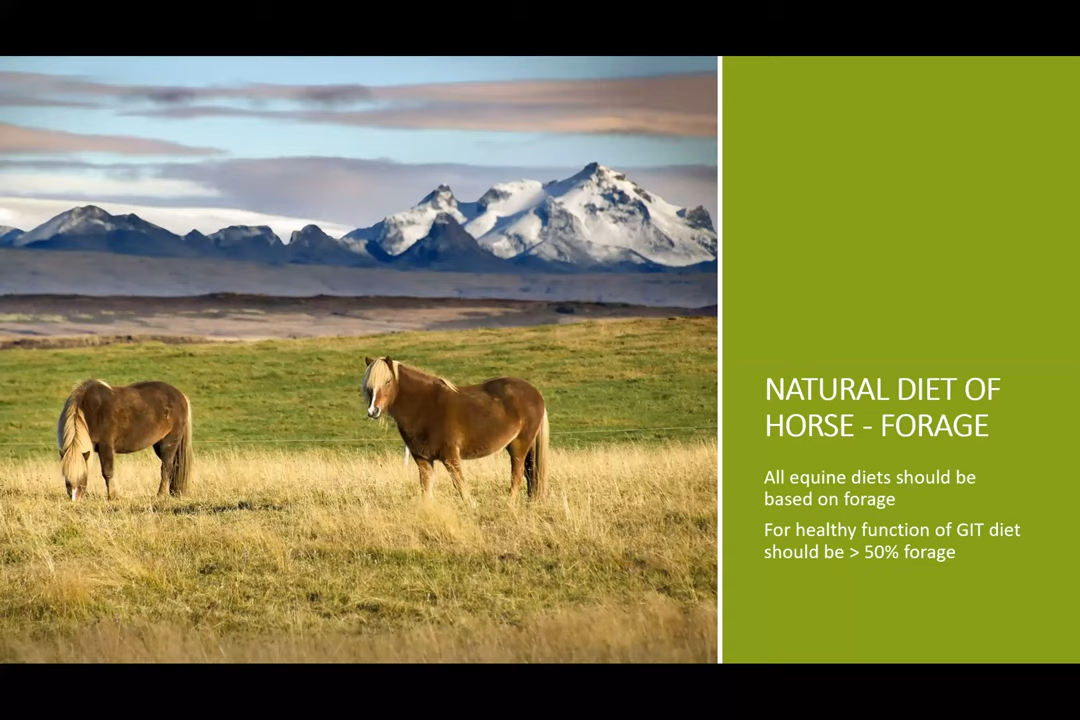 NATURAL DIET OF
HORSE - FORAGE
All equine diets should be
based on forage
For healthy function of GIT diet
should be > 50% forage